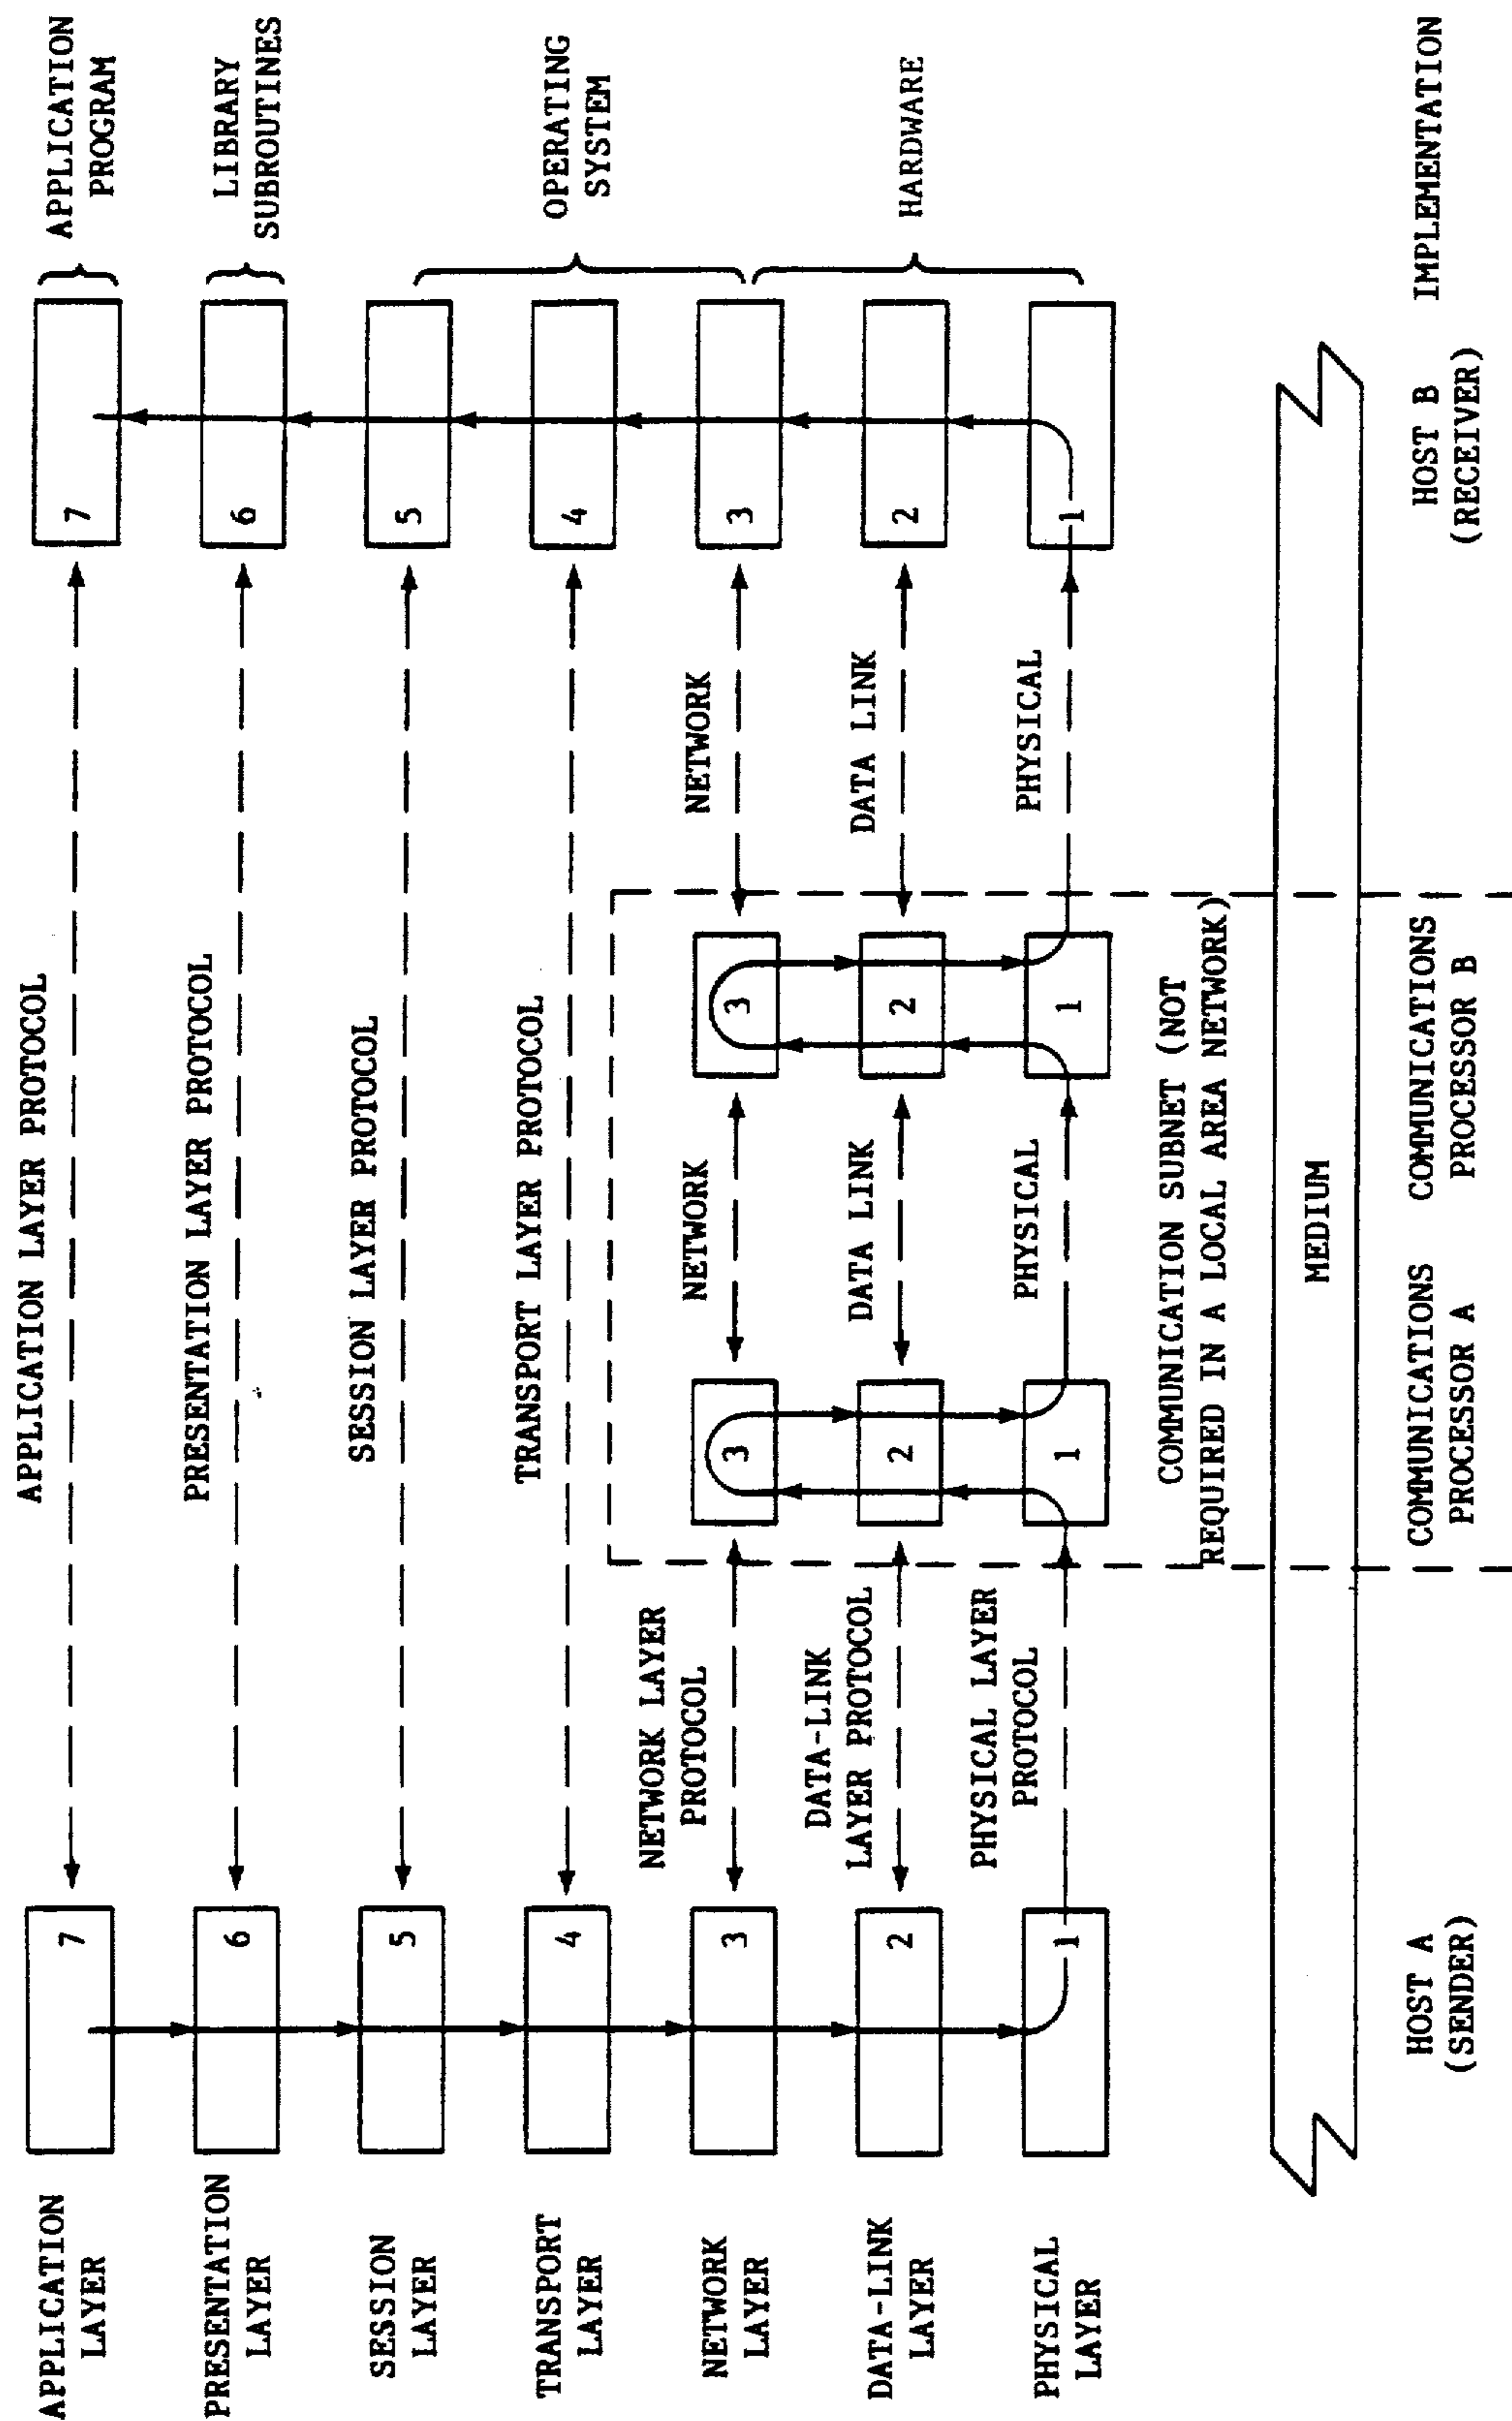 APPLICATION LAYER PROTOCOL
APPLICATION
LAYER
7
7
APPLICATION
PROGRAM
PRESENTATION LAYER PROTOCOL
PRESENTATION
LAYER
6
6
LIBRARY
SUBROUTINES
SESSION LAYER PROTOCOL
SESSION
LAYER
5
5
TRANSPORT LAYER PROTOCOL
TRANSPORT
LAYER
4
4
OPERATING
SYSTEM
NETWORK LAYER
PROTOCOL
NETWORK
NETWORK
NETWORK
LAYER
3
3
3
3
DATA-LINK
LAYER PROTOCOL
DATA LINK
DATA LINK
DATA-LINK
LAYER
2
2
2
2
HARDWARE
PHYSICAL LAYER
PROTOCOL
PHYSICAL
PHYSICAL
PHYSICAL
LAYER
1
1
1
1
COMMUNICATION SUBNET (NOT
REQUIRED IN A LOCAL AREA NETWORK)
MEDIUM
HOST A
(SENDER)
COMMUNICATIONS
PROCESSOR A
COMMUNICATIONS
PROCESSOR B
HOST B
(RECEIVER)
IMPLEMENTATION